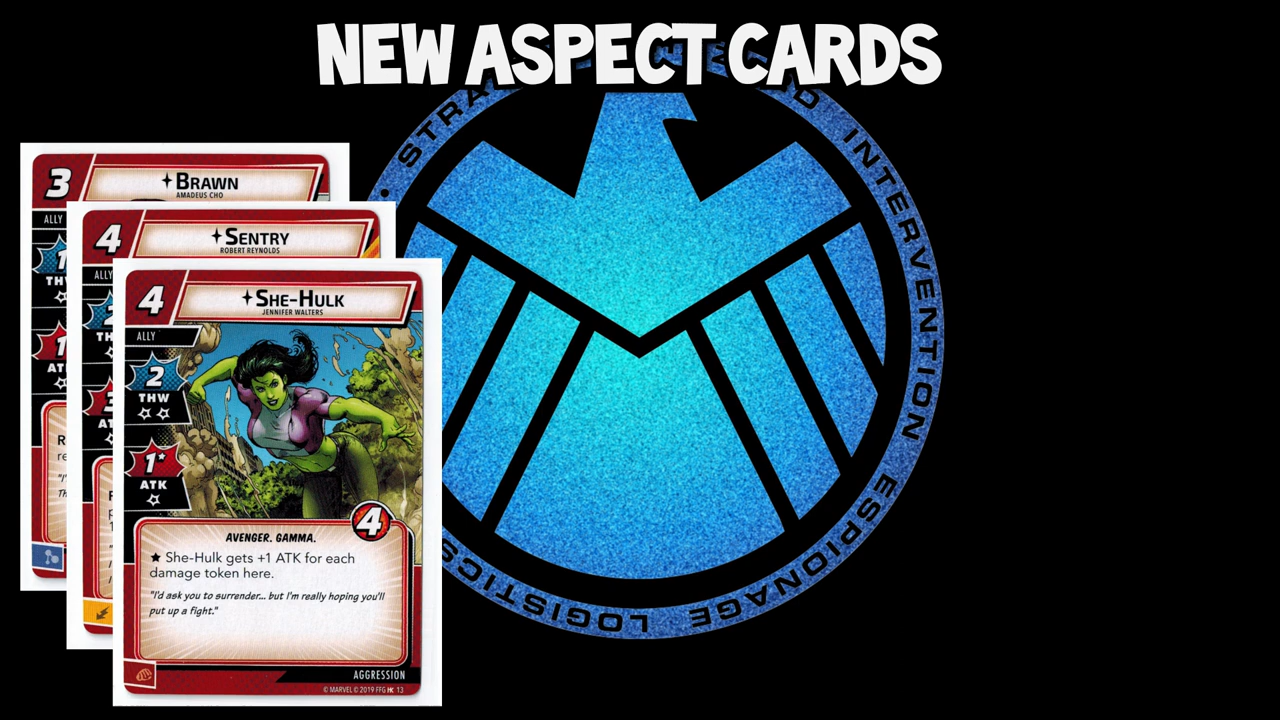 NEW ASPECT CARDS
3
BRAWN
AMADEUS CHO
ALLY
1
4
SENTRY
ROBERT REYNOLDS
4
SHE-HULK
JENNIFER WALTERS
ALLY
2
THW
1*
ATK
4
AVENGER. GAMMA.
★ She-Hulk gets +1 ATK for each
damage token here.
"I'd ask you to surrender... but I'm really hoping you'll
put up a fight."
AGGRESSION
© MARVEL © 2019 FFG HK 13
INTERVENTION
ESPIONAGE
LOGISTICS